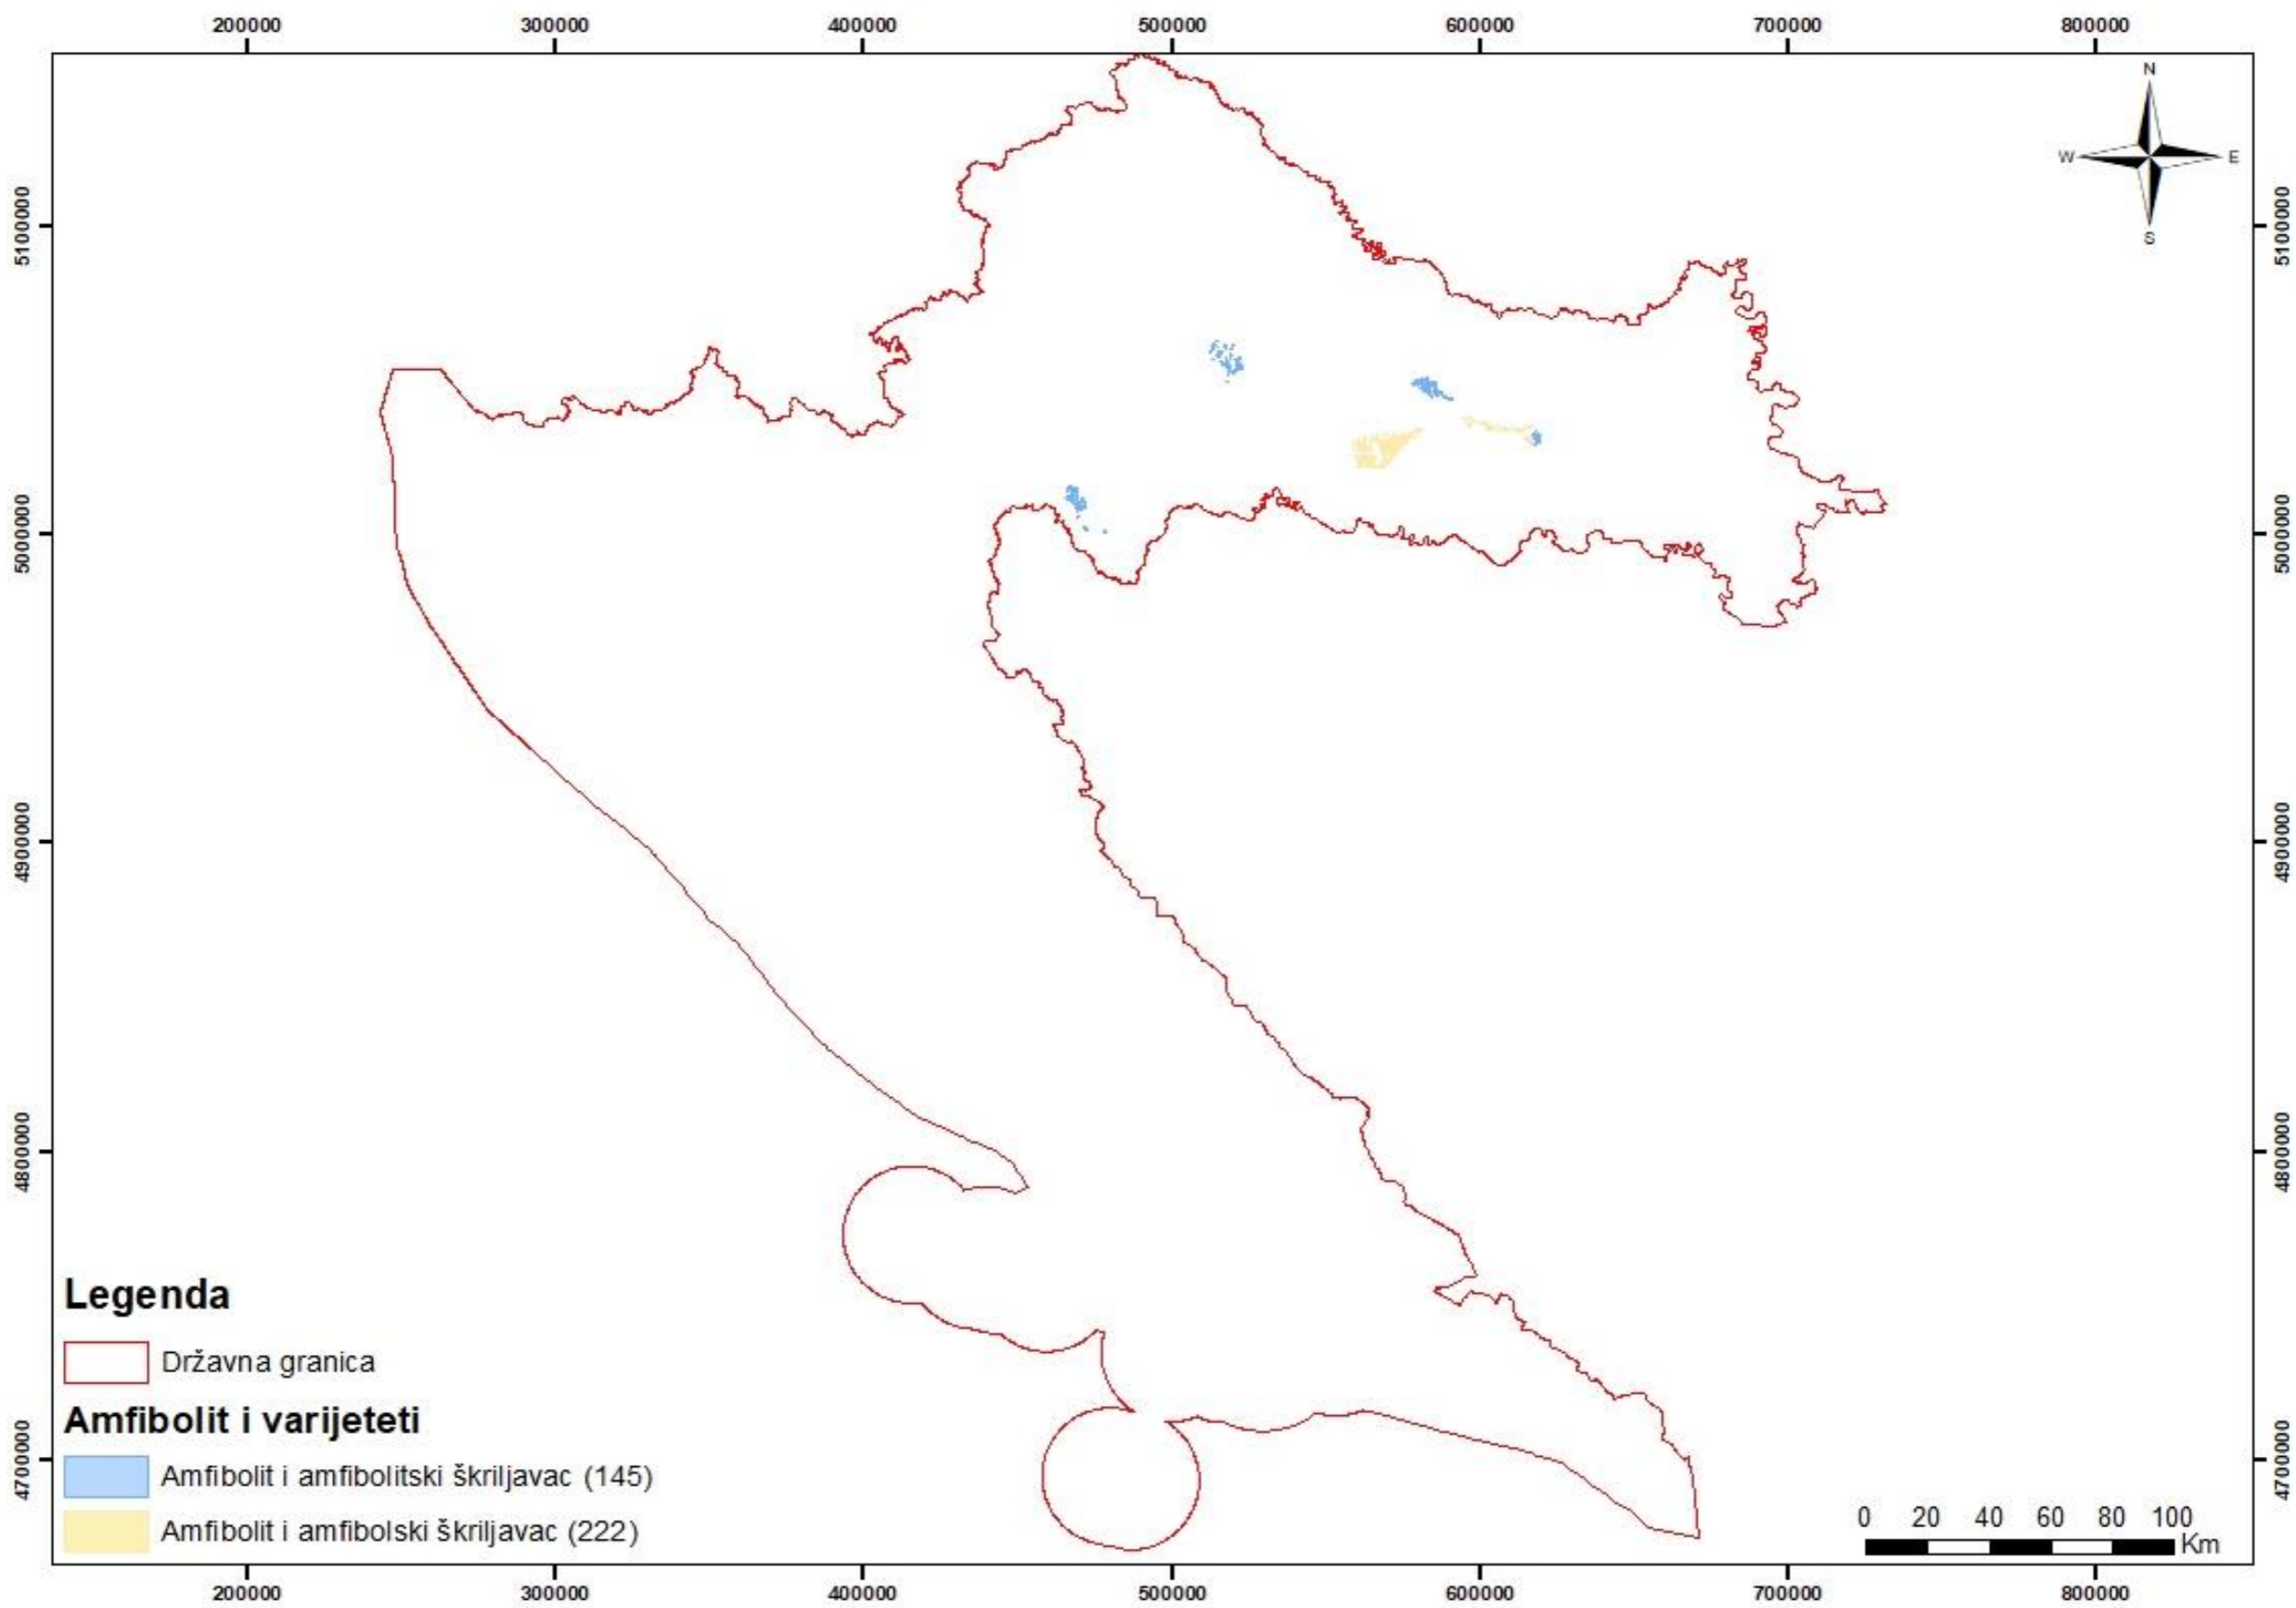 200000 300000 400000 500000 600000 700000 800000
N
W E
S
5100000 5100000
5000000 5000000
4900000 4900000
4800000 4800000
4700000 4700000
Legenda
Državna granica
Amfibolit i varijeteti
Amfibolit i amfibolitski škriljavac (145)
Amfibolit i amfibolski škriljavac (222)
0 20 40 60 80 100
Km
200000 300000 400000 500000 600000 700000 800000